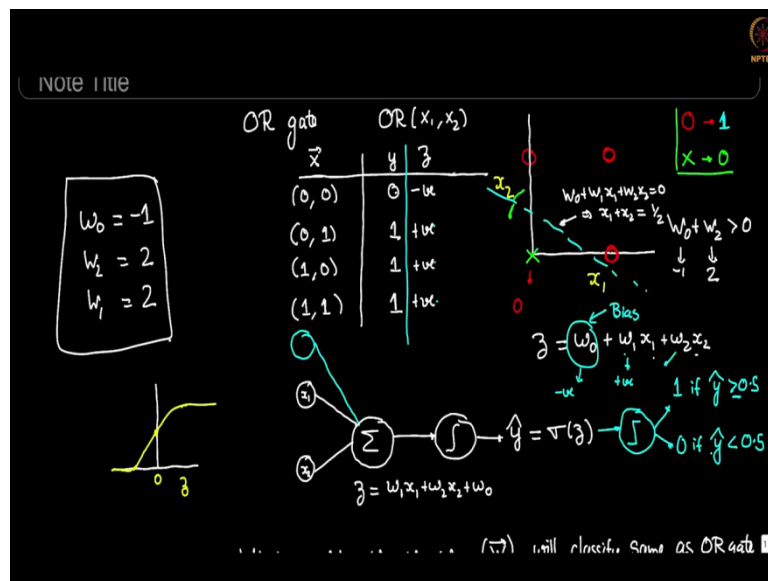 NPTEL
Note Title
OR gate
OR(x₁,x₂)
x⃗ y z
(0,0) 0 -ve
(0,1) 1 +ve
(1,0) 1 +ve
(1,1) 1 +ve
w₀ = -1
w₂ = 2
w₁ = 2
O → 1
X → 0
x₂
w₀+w₁x₁+w₂x₂=0
⇒ x₁+x₂=1/2
x₁
0
w₀+w₂>0
-1 2
Bias
z = w₀ + w₁x₁ + w₂x₂
-ve +ve
x₁
x₂
Σ
ŷ = σ(z)
1 if ŷ ≥0.5
0 if ŷ <0.5
z = w₁x₁+w₂x₂+w₀
0 z
will classify same as OR gate